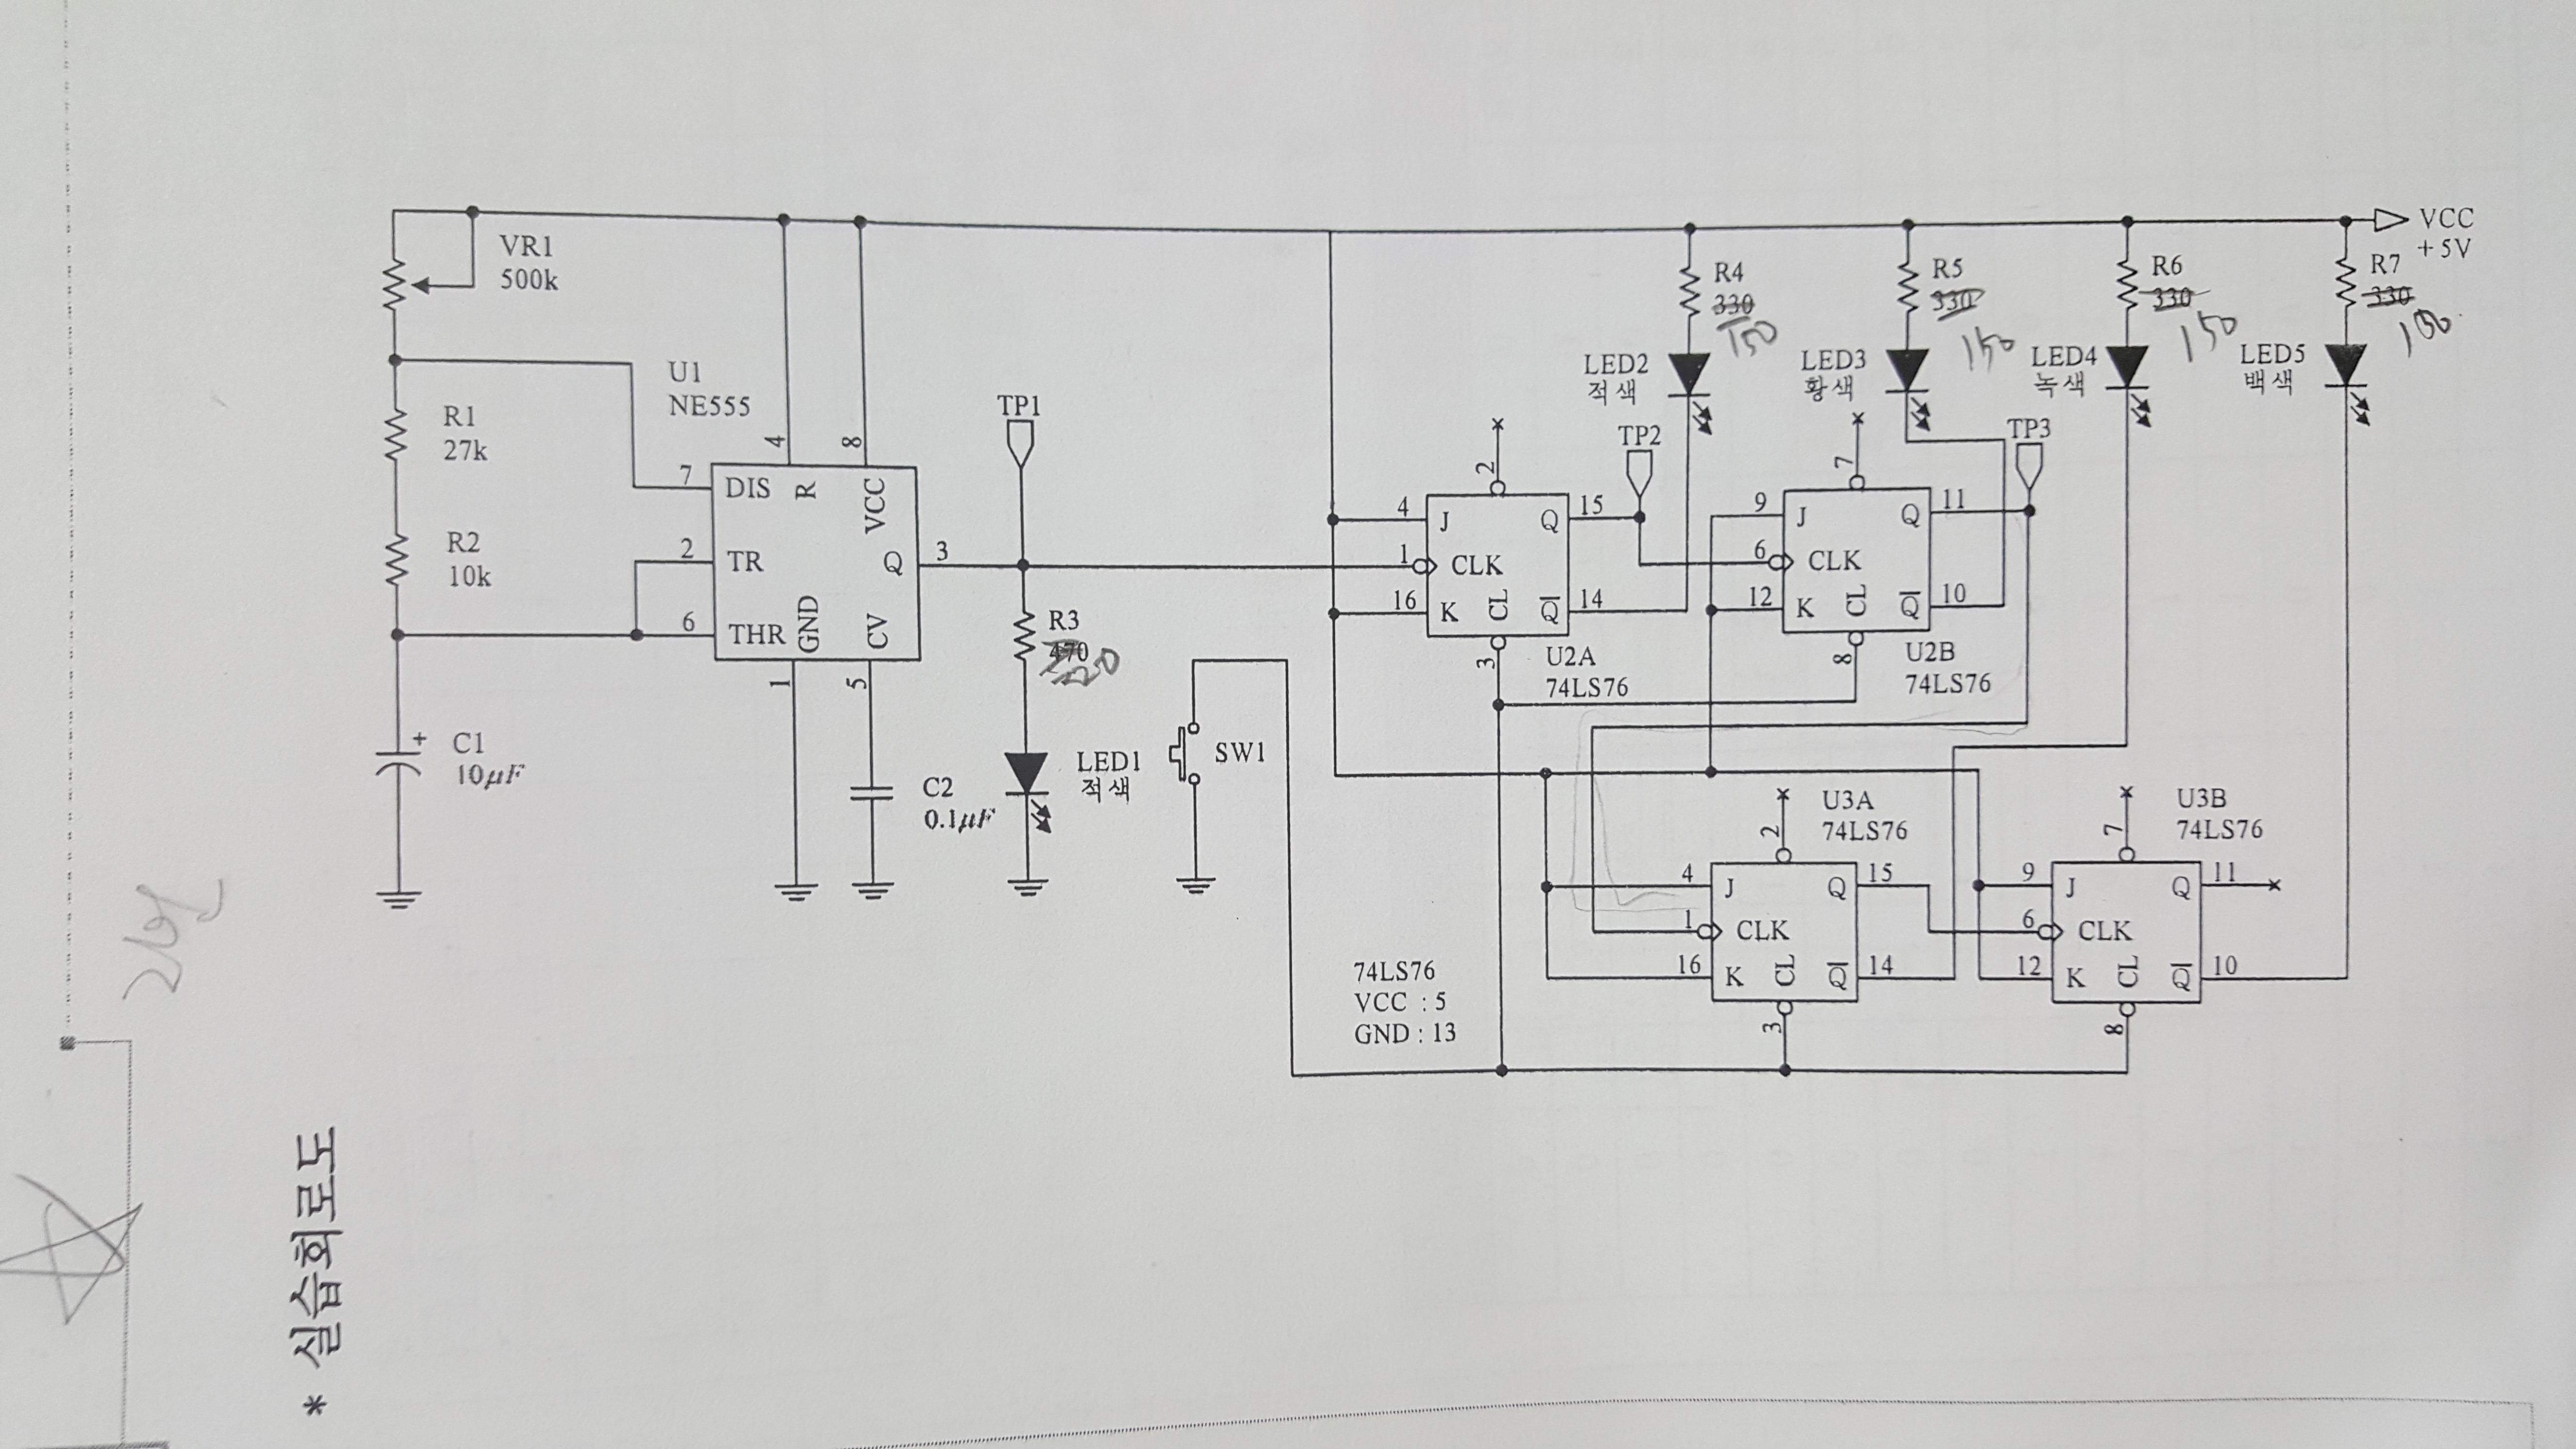 2번
* 실습회로도
VR1
500k
R1
27k
R2
10k
C1
10μF
+
U1
NE555
7
2
6
DIS
TR
THR
R
GND
VCC
CV
Q
4
8
1
5
3
C2
0.1μF
TP1
R3
470
LED1
적색
SW1
74LS76
VCC : 5
GND : 13
4
1
16
J
CLK
K
CL
Q
Q̅
2
3
15
14
U2A
74LS76
TP2
LED2
적색
R4
330
150
9
6
12
J
CLK
K
CL
Q
Q̅
7
8
11
10
U2B
74LS76
TP3
LED3
황색
R5
330
150
4
1
16
J
CLK
K
CL
Q
Q̅
2
3
15
14
U3A
74LS76
LED4
녹색
R6
330
150
9
6
12
J
CLK
K
CL
Q
Q̅
7
8
11
10
U3B
74LS76
LED5
백색
R7
330
100
VCC
+5V